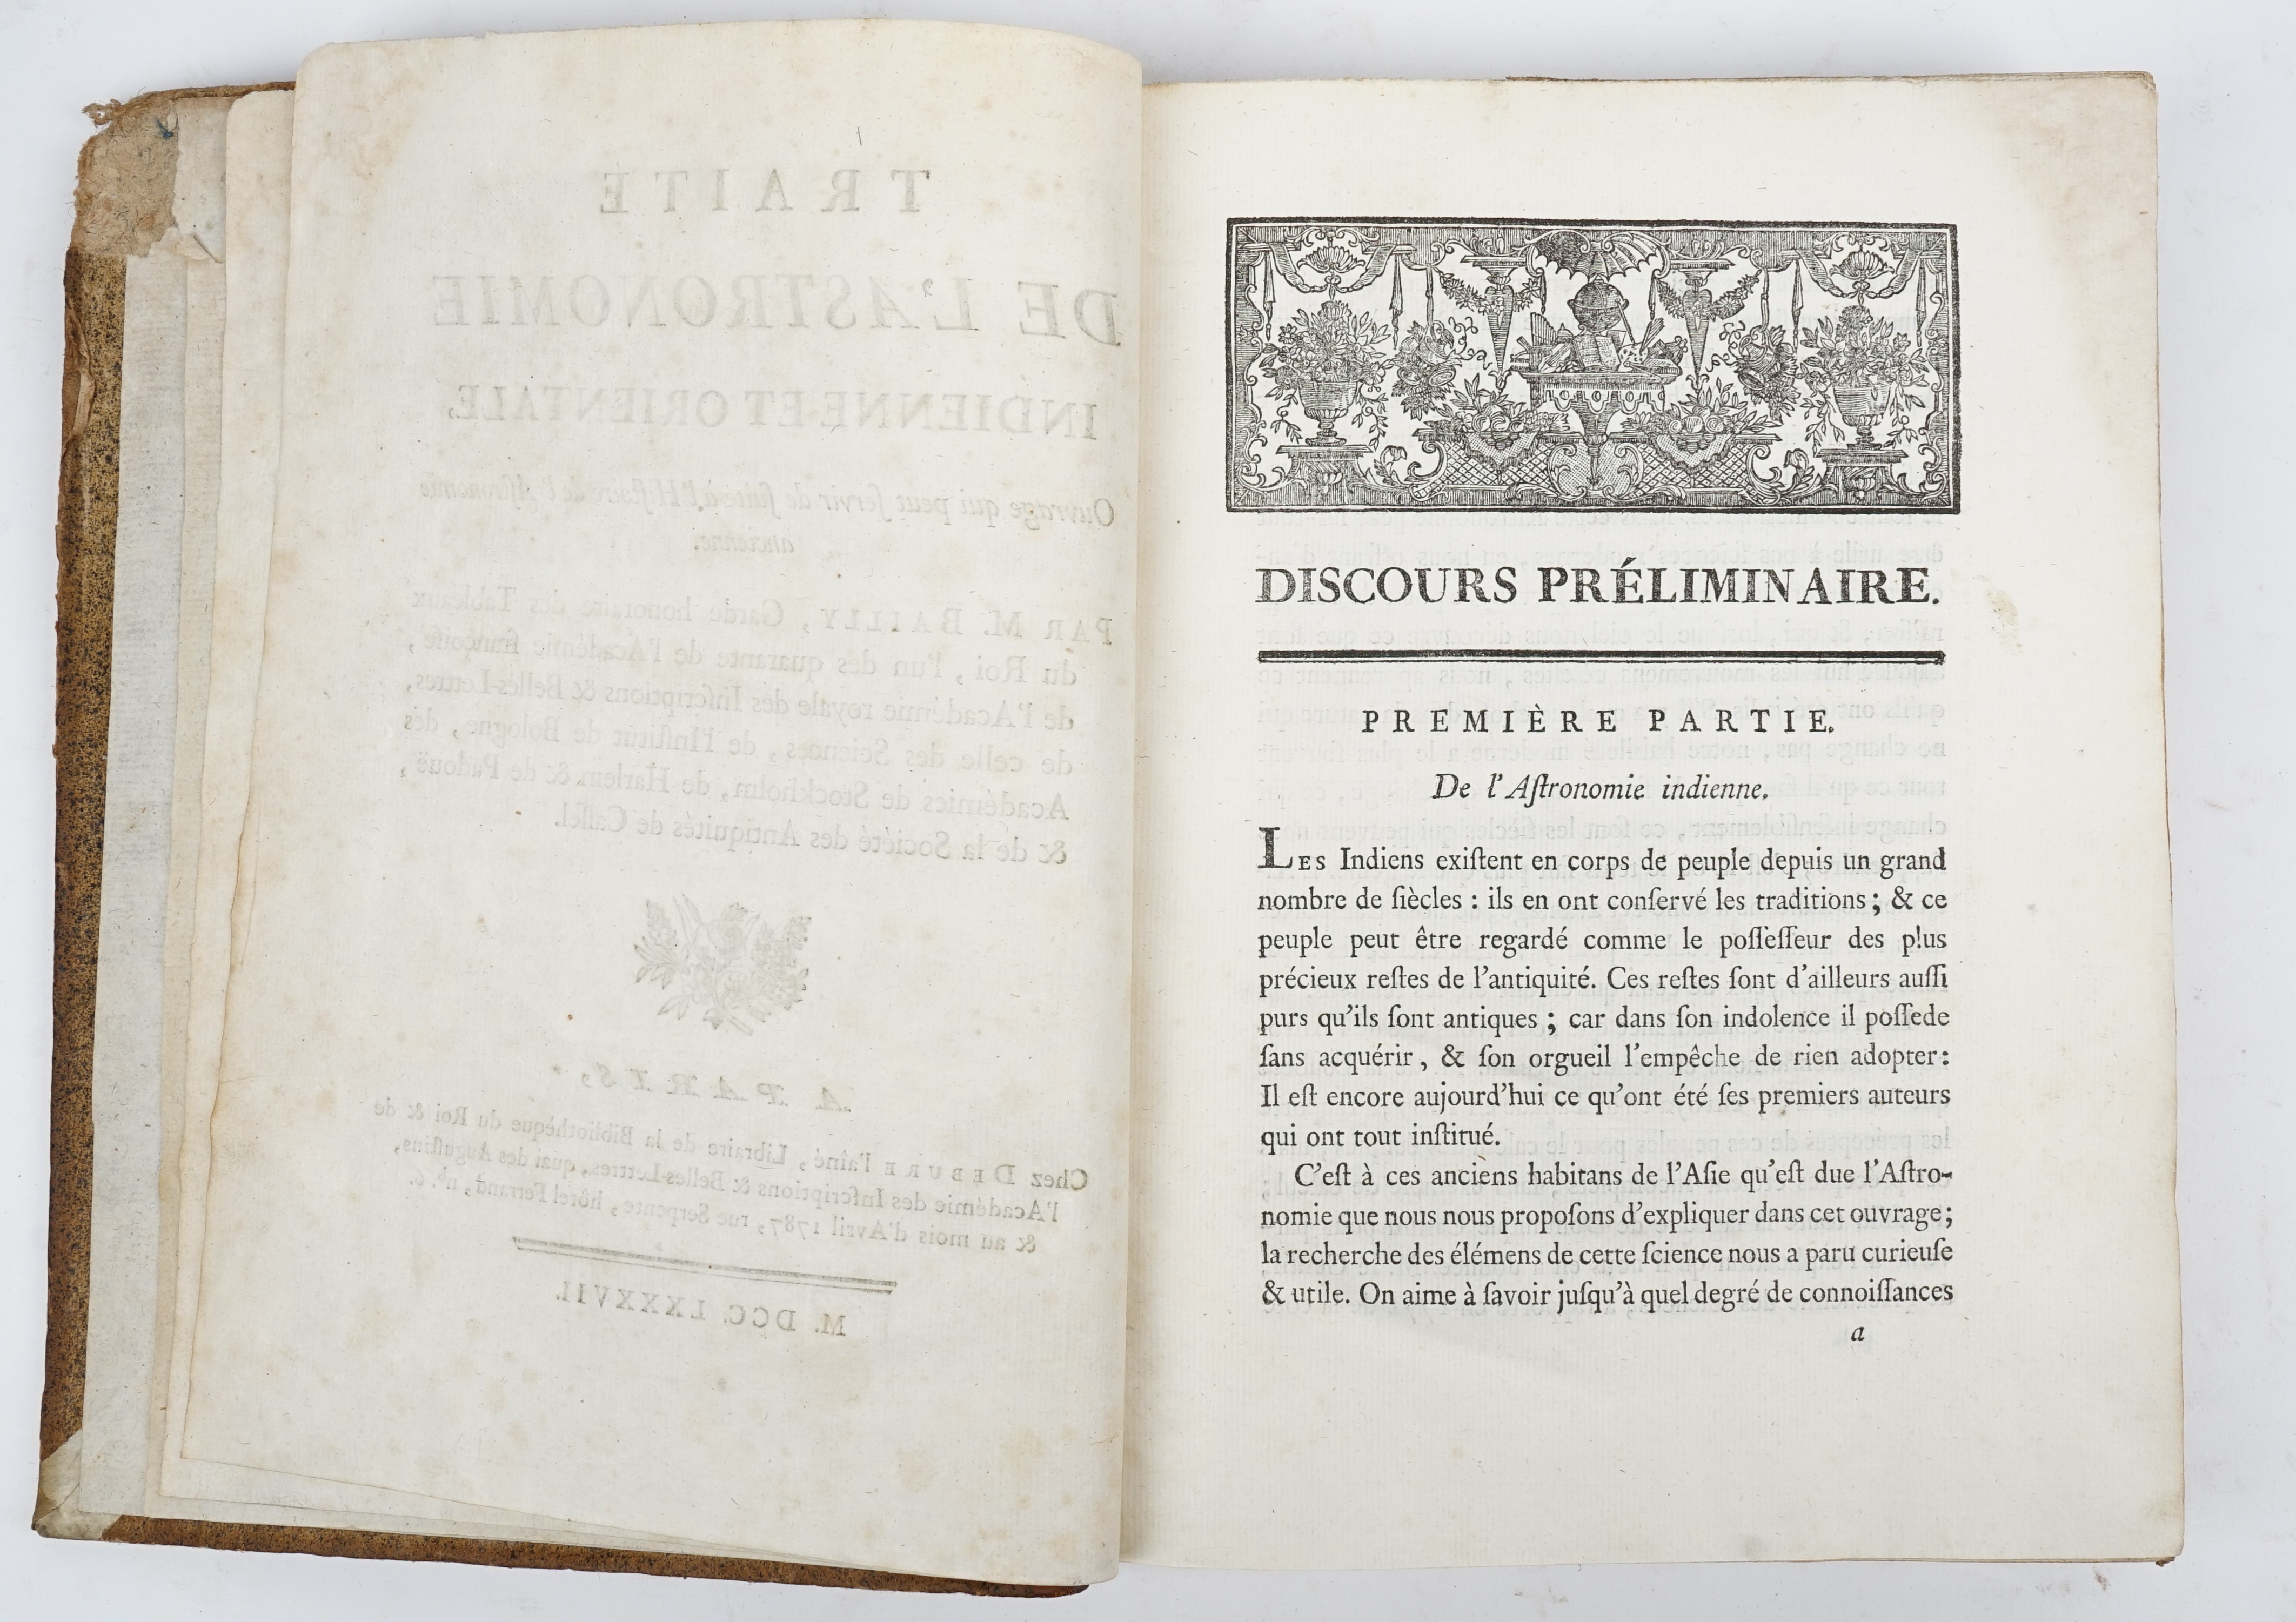 TRAITÉ
DE L'ASTRONOMIE
INDIENNE ET ORIENTALE,
Ouvrage qui peut ſervir de ſuite à l'Hiſtoire de l'Aſtronomie
ancienne.
PAR M. BAILLY, Garde honoraire des Tableaux
du Roi, l'un des quarante de l'Académie françoiſe,
de l'Académie royale des Inſcriptions & Belles-Lettres,
de celle des Sciences, de l'Inſtitut de Bologne, des
Académies de Stockholm, de Harlem & de Padoüe,
& de la Société des Antiquités de Caſſel.
A PARIS,
Chez DEBURE l'aîné, Libraire de la Bibliothèque du Roi & de
l'Académie des Inſcriptions & Belles-Lettres, quai des Auguſtins,
& au mois d'Avril 1787, rue Serpente, hôtel Ferrand, nº. 6.
M. DCC. LXXXVII.
DISCOURS PRÉLIMINAIRE.
PREMIÈRE PARTIE.
De l'Aſtronomie indienne.
LES Indiens exiſtent en corps de peuple depuis un grand
nombre de ſiècles : ils en ont conſervé les traditions ; & ce
peuple peut être regardé comme le poſſeſſeur des plus
précieux reſtes de l'antiquité. Ces reſtes ſont d'ailleurs auſſi
purs qu'ils ſont antiques ; car dans ſon indolence il poſſede
ſans acquérir, & ſon orgueil l'empêche de rien adopter :
Il eſt encore aujourd'hui ce qu'ont été ſes premiers auteurs
qui ont tout inſtitué.
C'eſt à ces anciens habitans de l'Aſie qu'eſt due l'Aſtro-
nomie que nous nous propoſons d'expliquer dans cet ouvrage ;
la recherche des élémens de cette ſcience nous a paru curieuſe
& utile. On aime à ſavoir juſqu'à quel degré de connoiſſances
a